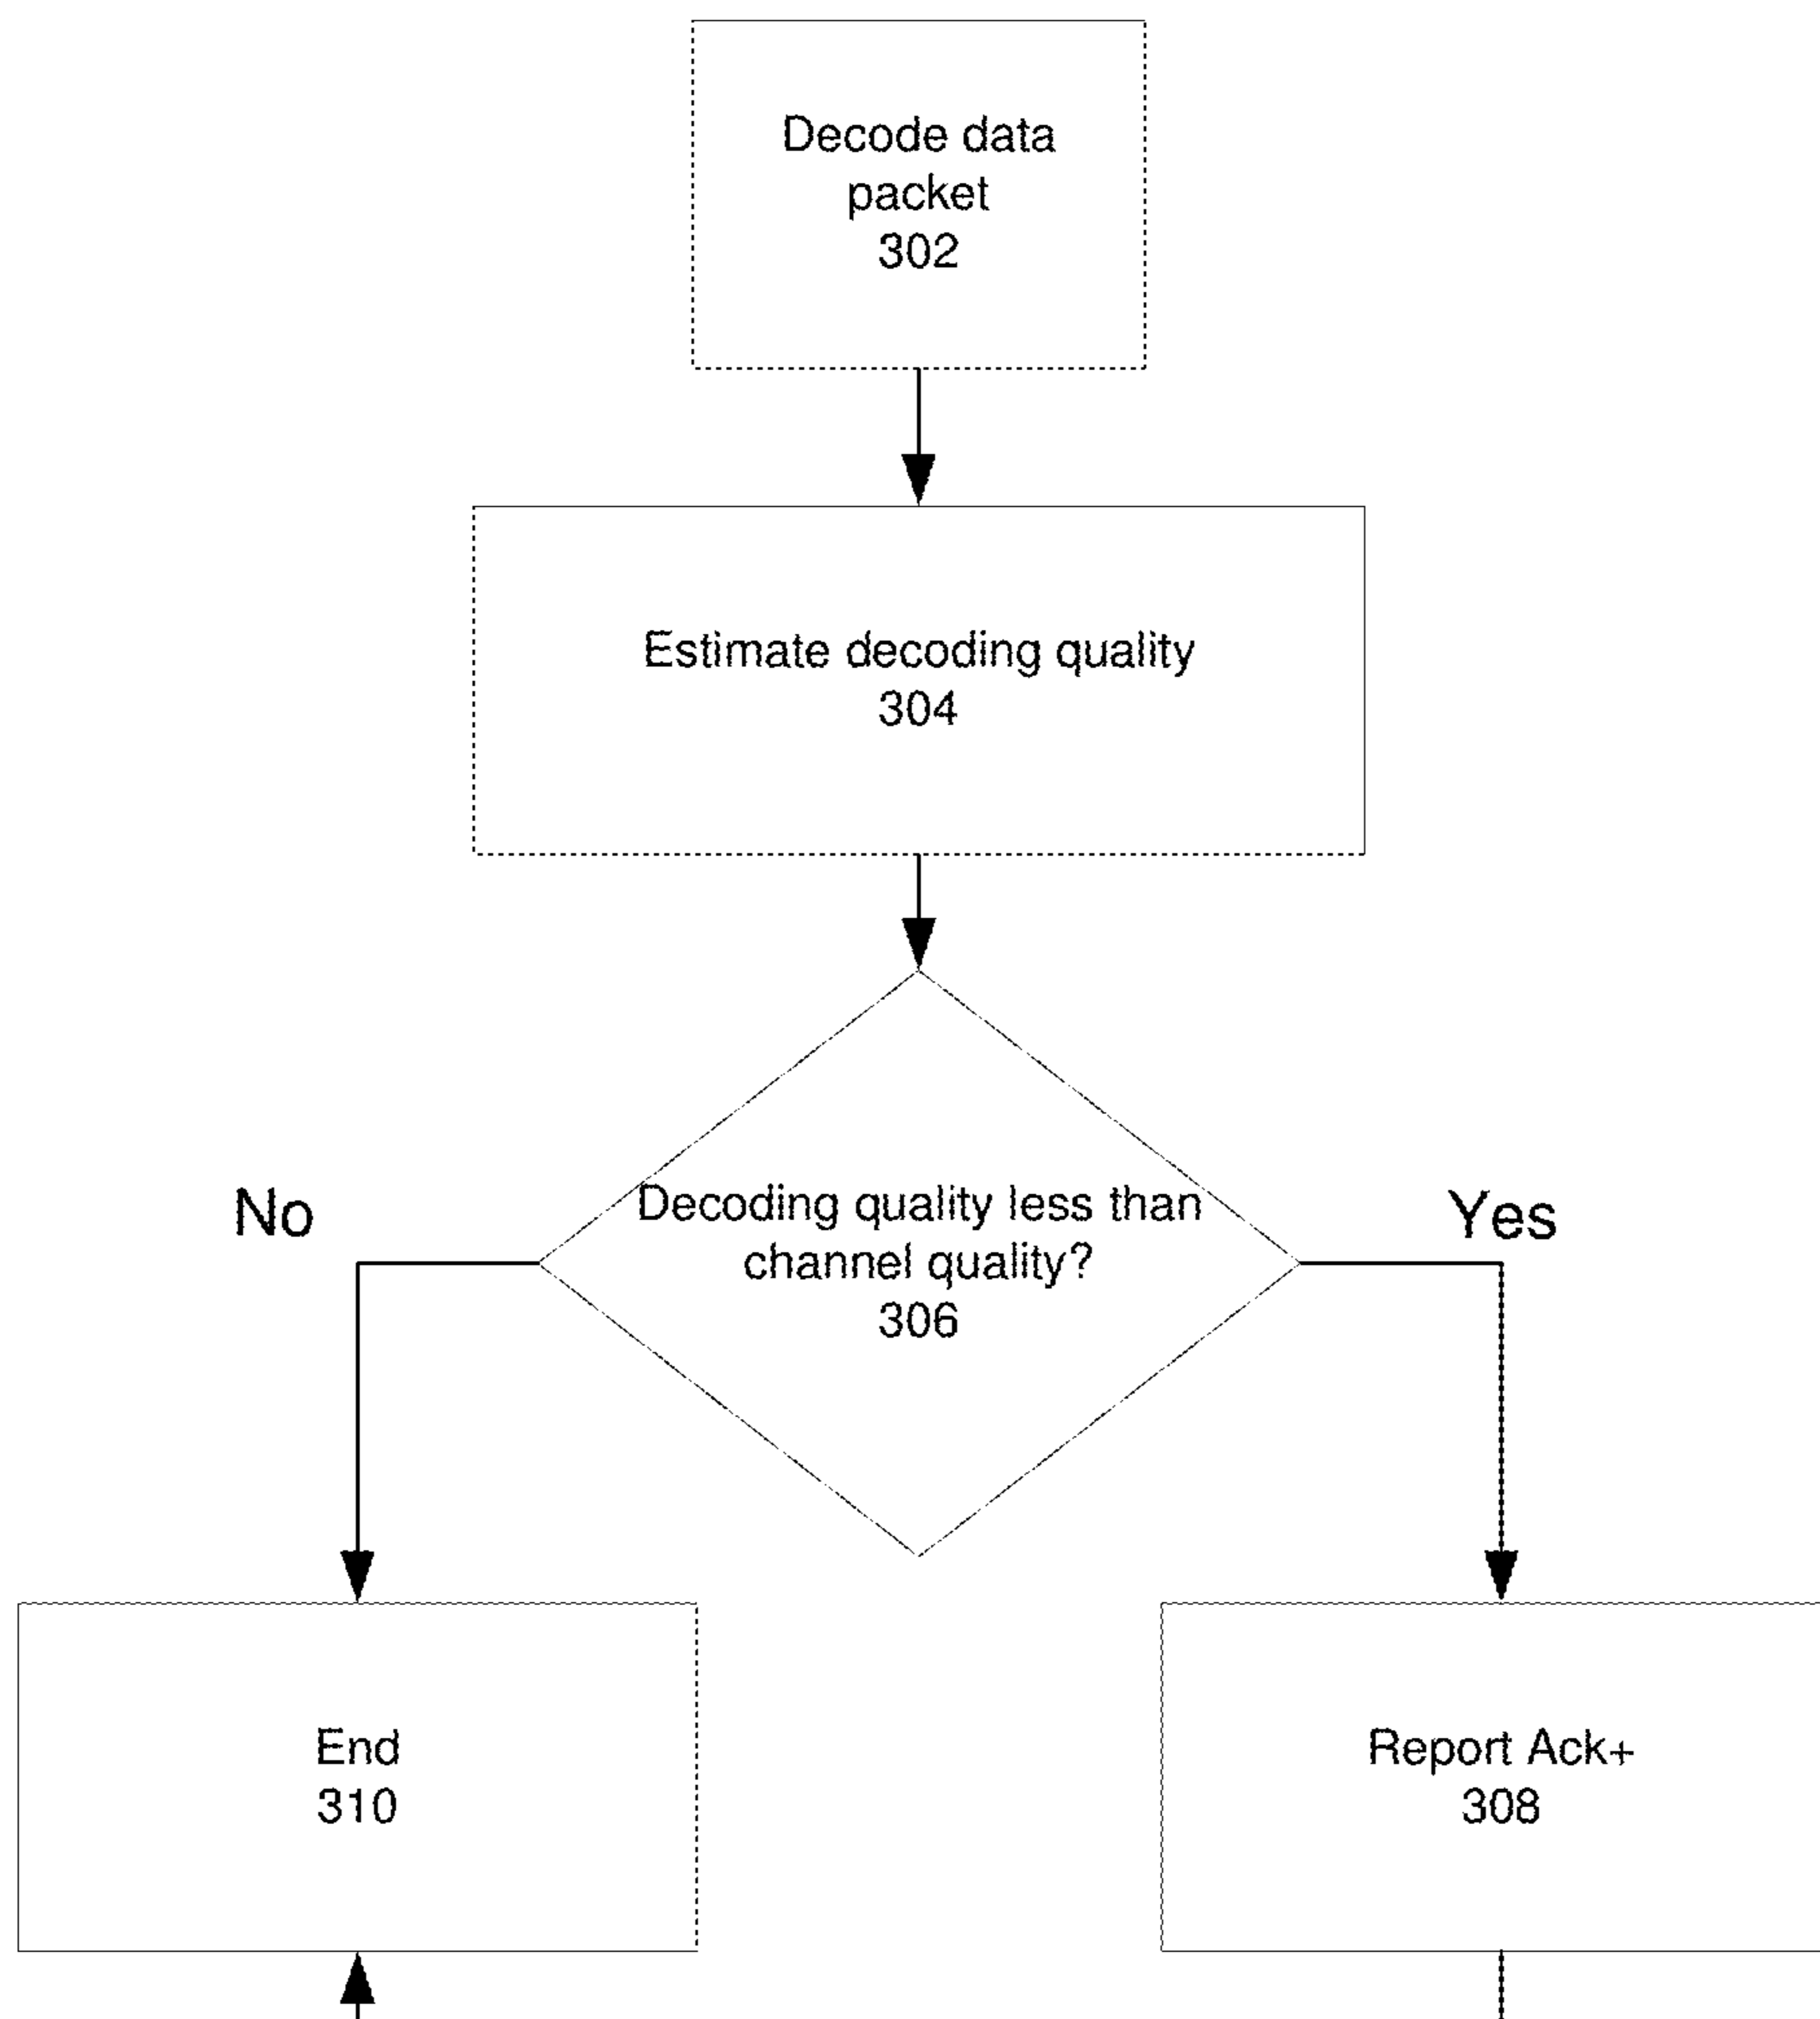 Decode data
packet
302
Estimate decoding quality
304
No
Yes
Decoding quality less than
channel quality?
306
End
310
Report Ack+
308